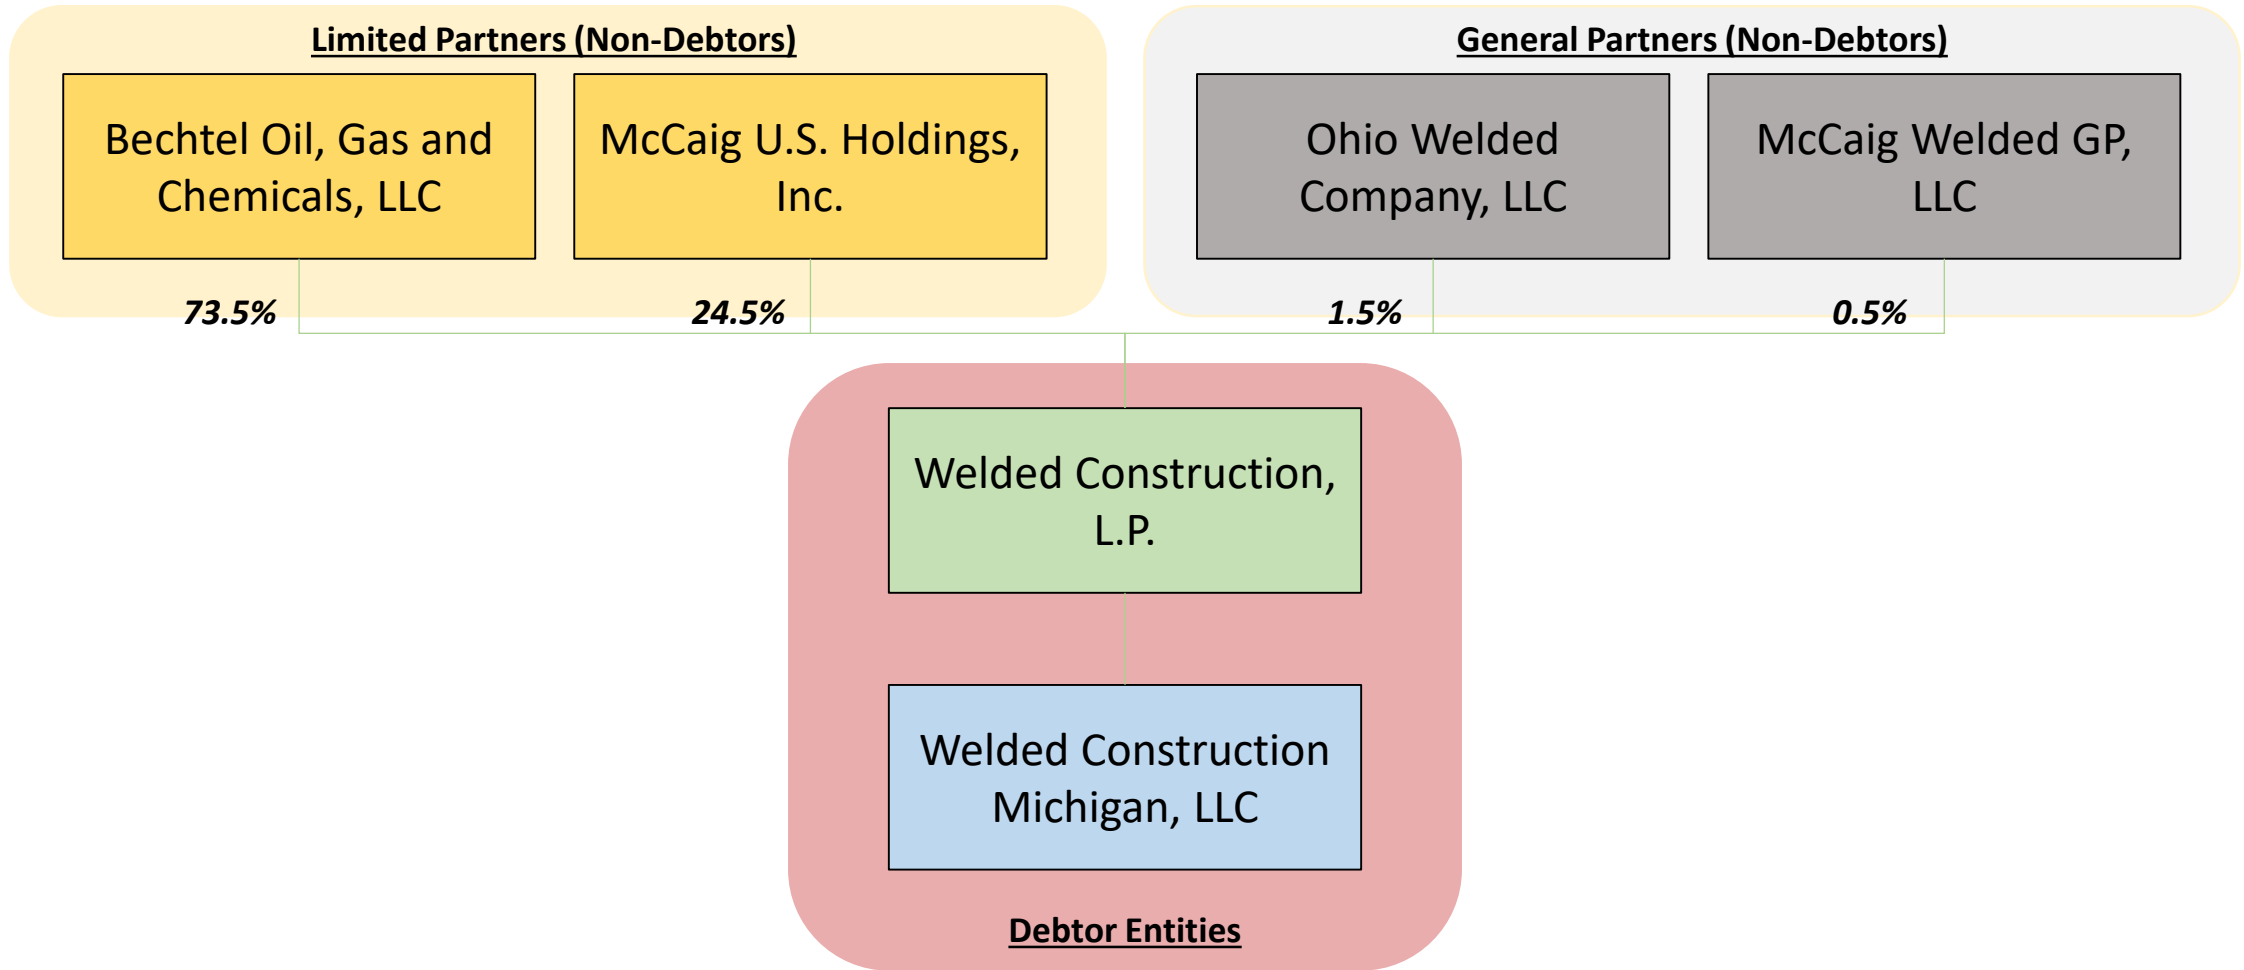 Limited Partners (Non-Debtors)
Bechtel Oil, Gas and
Chemicals, LLC
McCaig U.S. Holdings,
Inc.
73.5%
24.5%
General Partners (Non-Debtors)
Ohio Welded
Company, LLC
McCaig Welded GP,
LLC
1.5%
0.5%
Welded Construction,
L.P.
Welded Construction
Michigan, LLC
Debtor Entities